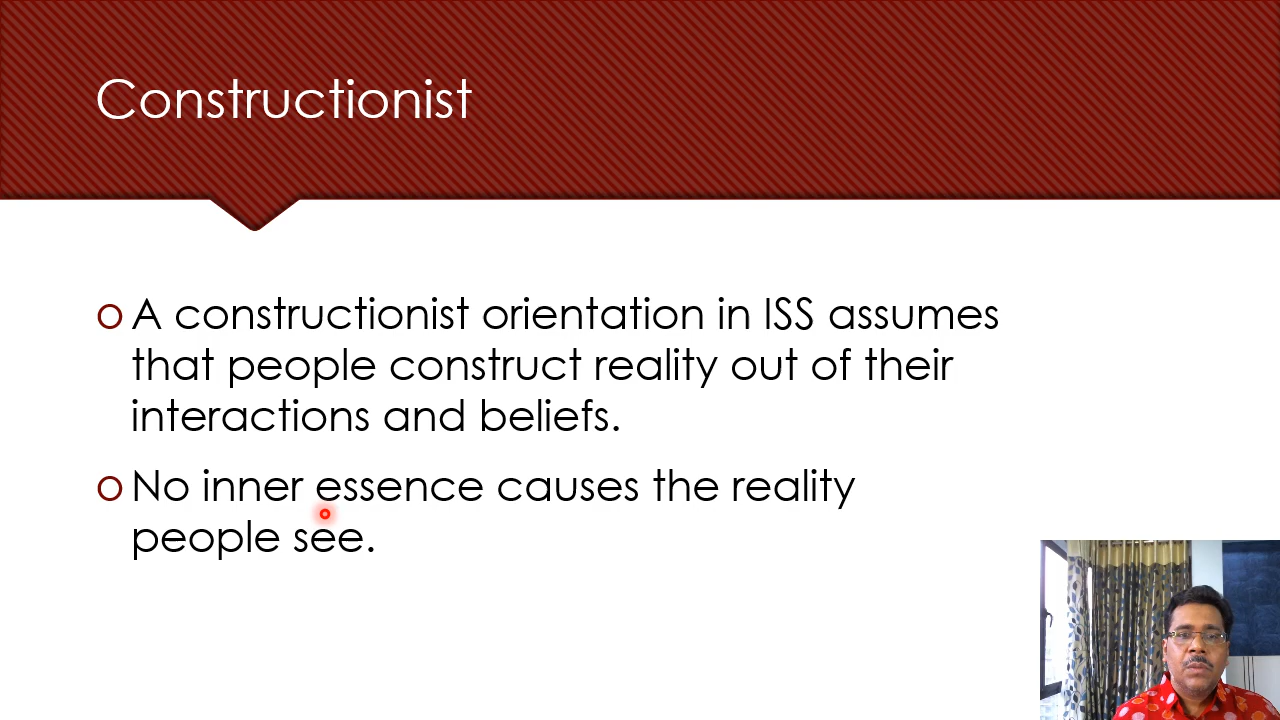 Constructionist
A constructionist orientation in ISS assumes
that people construct reality out of their
interactions and beliefs.
No inner essence causes the reality
people see.